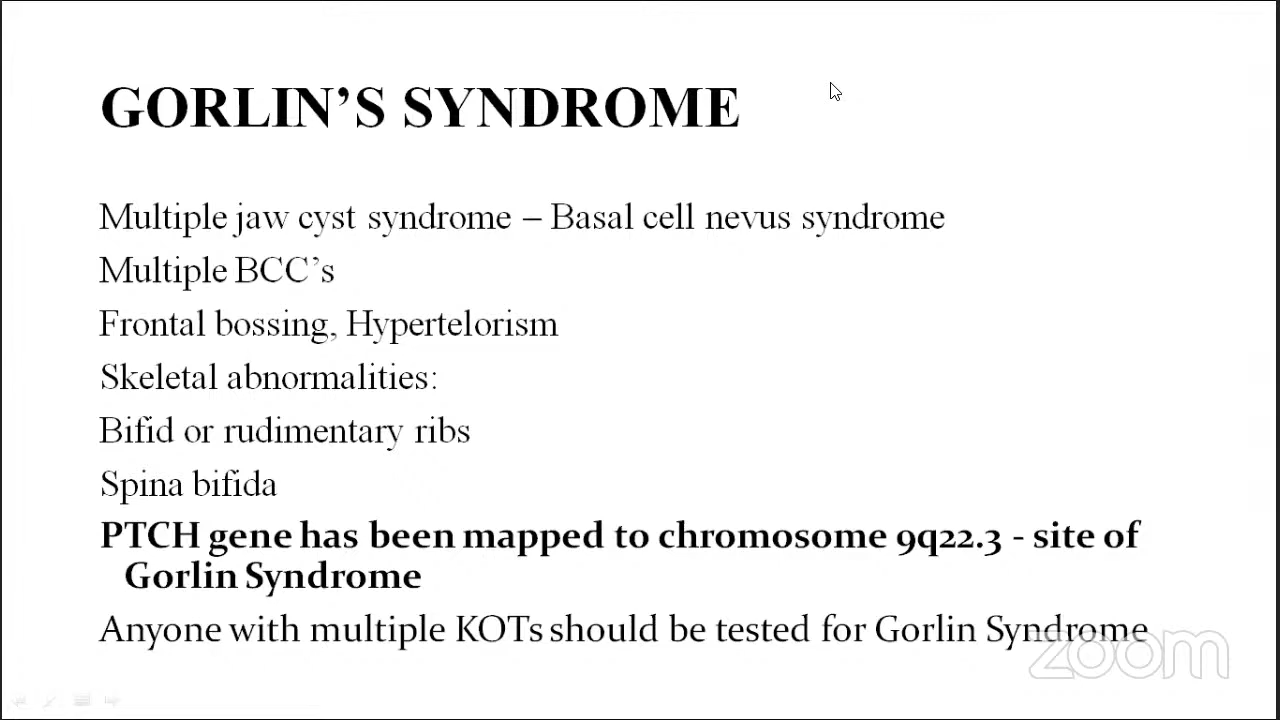 GORLIN’S SYNDROME
Multiple jaw cyst syndrome – Basal cell nevus syndrome
Multiple BCC’s
Frontal bossing, Hypertelorism
Skeletal abnormalities:
Bifid or rudimentary ribs
Spina bifida
PTCH gene has been mapped to chromosome 9q22.3 - site of
Gorlin Syndrome
Anyone with multiple KOTs should be tested for Gorlin Syndrome
zoom